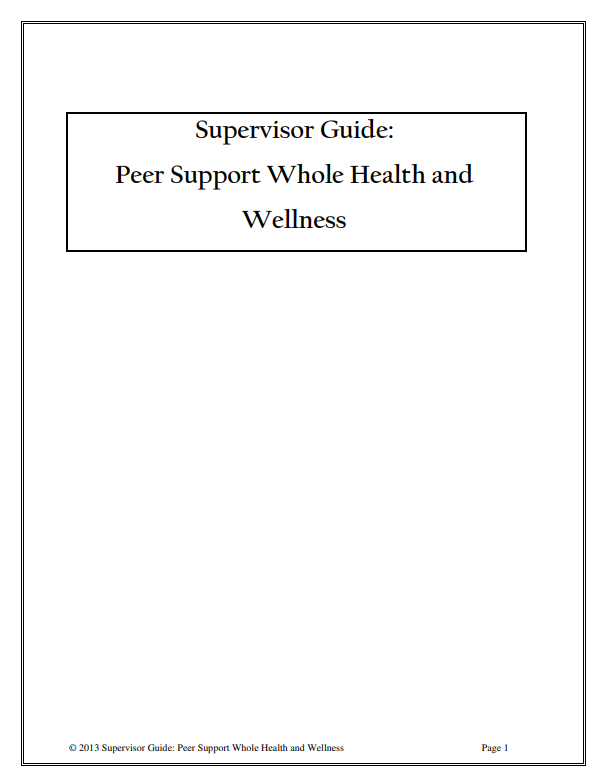 Supervisor Guide:
Peer Support Whole Health and
Wellness
© 2013 Supervisor Guide: Peer Support Whole Health and Wellness Page 1